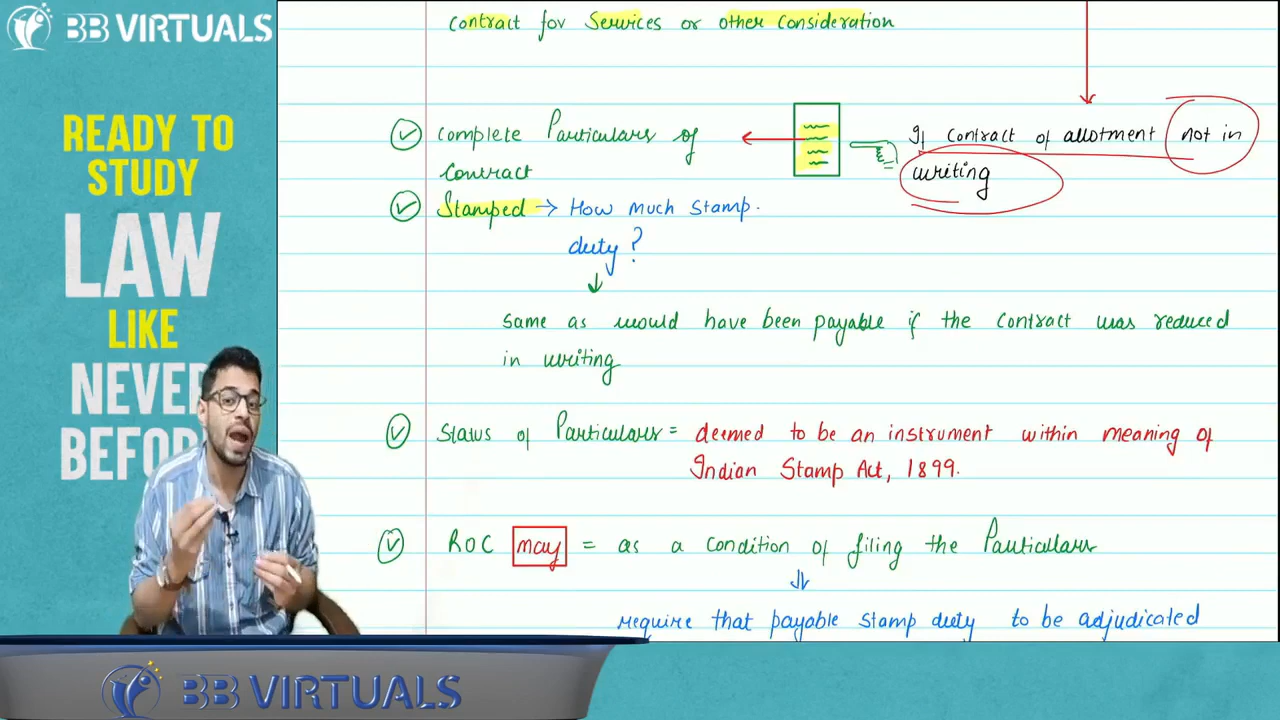 BB VIRTUALS
READY TO
STUDY
LAW
LIKE
NEVER
BEFOR
contract for Services or other consideration
Complete Particulars of
contract
If contract of allotment not in
writing
Stamped → How much stamp
duty?
same as would have been payable if the contract was reduced
in writing
Status of Particulars = deemed to be an instrument within meaning of
Indian Stamp Act, 1899.
ROC may = as a condition of filing the Particulars
require that payable stamp duty to be adjudicated
BB VIRTUALS